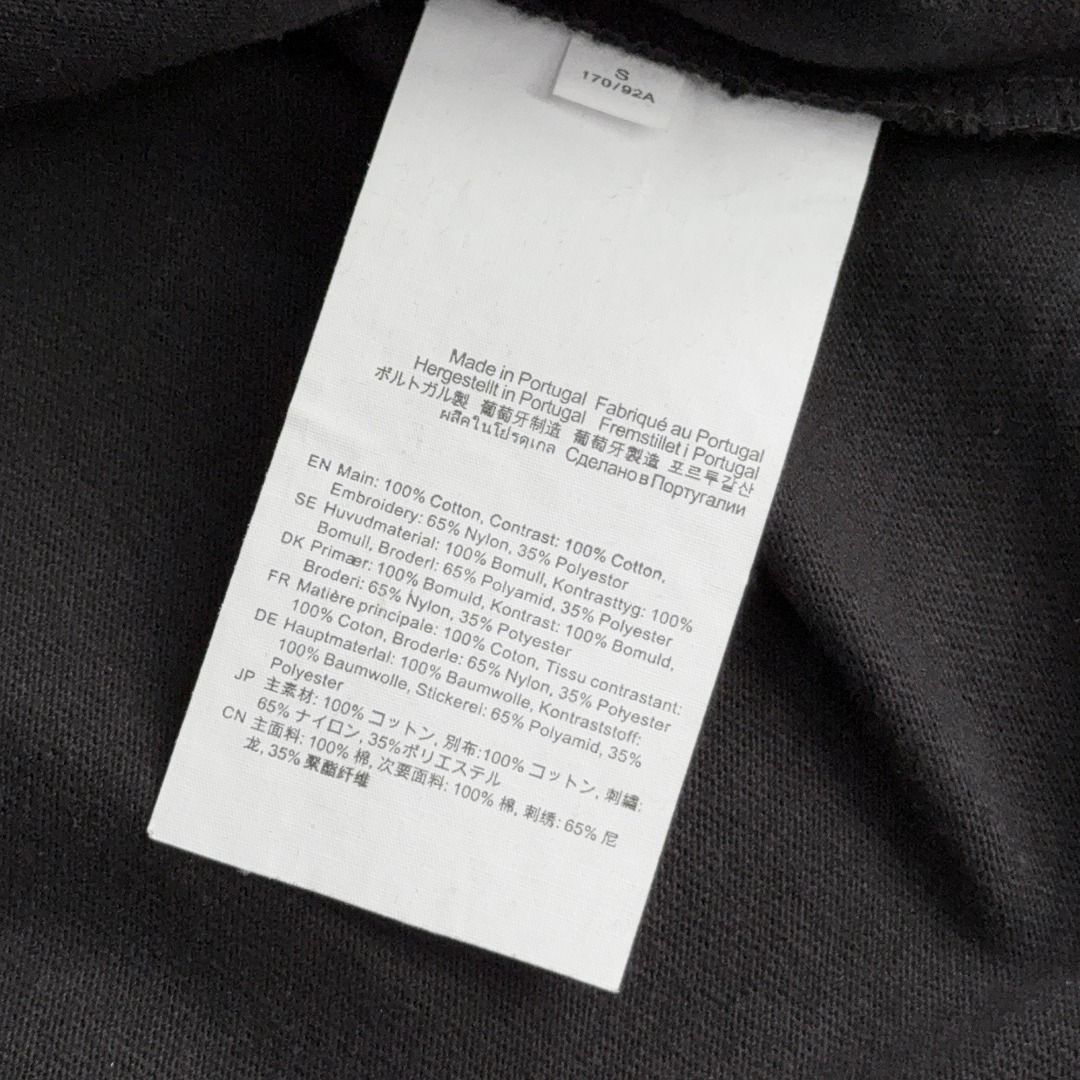 S
170/92A
Made in Portugal Fabriqué au Portugal
Hergestellt in Portugal Fremstillet i Portugal
ポルトガル製 葡萄牙制造 葡萄牙製造 포르투갈산
ผลิตในโปรตุเกล Сделано в Португалии
EN Main: 100% Cotton, Contrast: 100% Cotton,
Embroidery: 65% Nylon, 35% Polyestor
SE Huvudmaterial: 100% Bomull, Kontrasttyg: 100%
Bomull, Broderl: 65% Polyamid, 35% Polyester
DK Primær: 100% Bomuld, Kontrast: 100% Bomuld,
Broderi: 65% Nylon, 35% Polyester
FR Matière principale: 100% Coton, Tissu contrastant:
100% Coton, Broderle: 65% Nylon, 35% Polyester
DE Hauptmaterlal: 100% Baumwolle, Kontraststoff:
100% Baumwolle, Stickerei: 65% Polyamid, 35%
Polyester
JP 主素材: 100% コットン, 別布:100% コットン, 刺繍:
65% ナイロン, 35%ポリエステル
CN 主面料: 100% 棉, 次要面料: 100% 棉, 刺绣: 65% 尼
龙, 35% 聚酯纤维